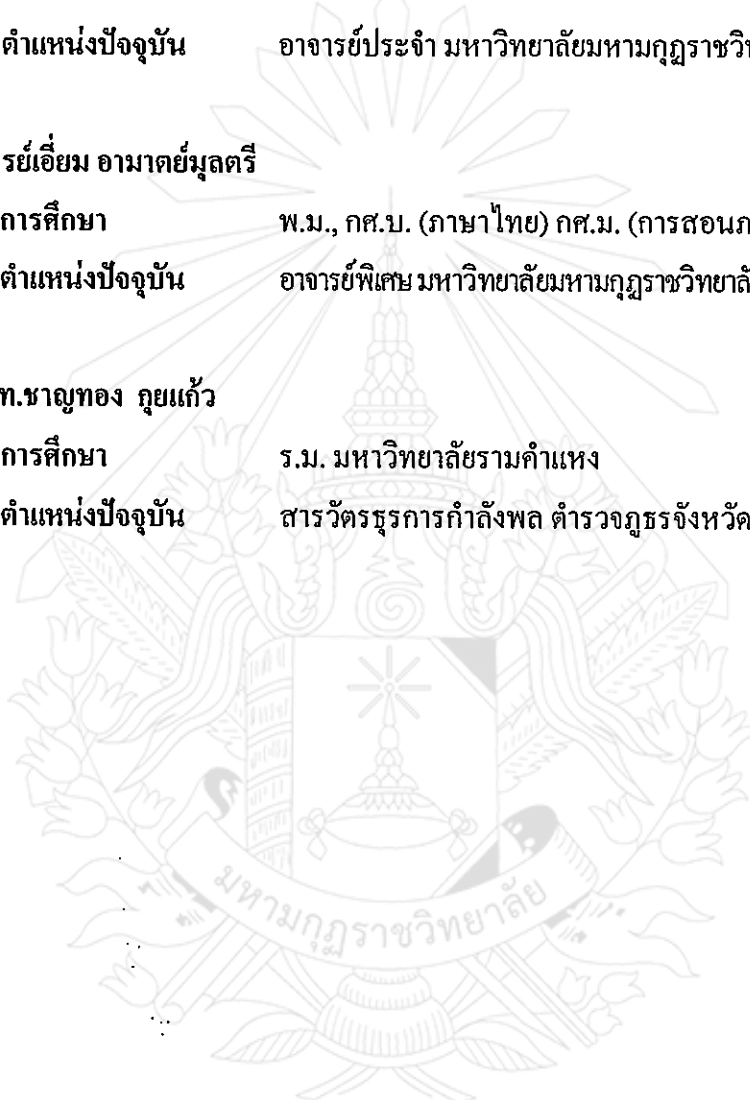 ตำแหน่งปัจจุบัน อาจารย์ประจำ มหาวิทยาลัยมหามกุฏราชวิท
รย์เอี่ยม อามาตย์มุลตรี
การศึกษา พ.ม., กศ.บ. (ภาษาไทย) กศ.ม. (การสอนภ
ตำแหน่งปัจจุบัน อาจารย์พิเศษ มหาวิทยาลัยมหามกุฏราชวิทยาลั
ท.ชาญทอง กุยแก้ว
การศึกษา ร.ม. มหาวิทยาลัยรามคำแหง
ตำแหน่งปัจจุบัน สารวัตรธุรการกำลังพล ตำรวจภูธรจังหวัด
มหามกุฏราชวิทยาลัย